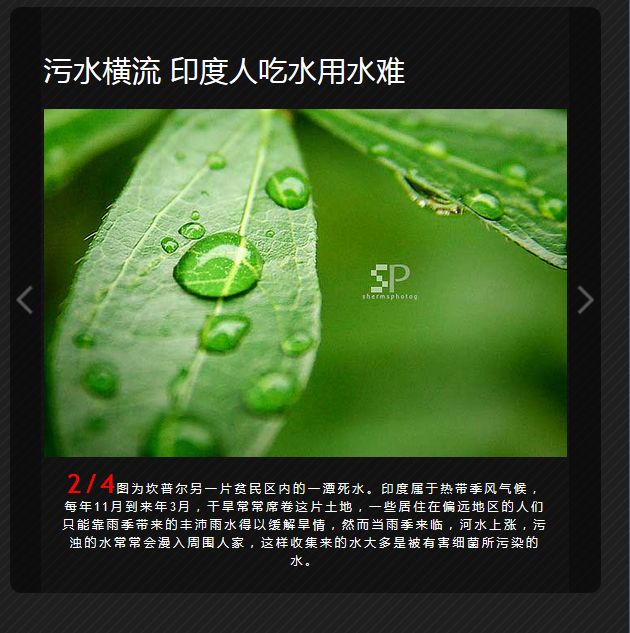 污水横流 印度人吃水用水难
SP
shermsphotog
2/4图为坎普尔另一片贫民区内的一潭死水。印度属于热带季风气候，
每年11月到来年3月，干旱常常席卷这片土地，一些居住在偏远地区的人们
只能靠雨季带来的丰沛雨水得以缓解旱情，然而当雨季来临，河水上涨，污
浊的水常常会漫入周围人家，这样收集来的水大多是被有害细菌所污染的
水。